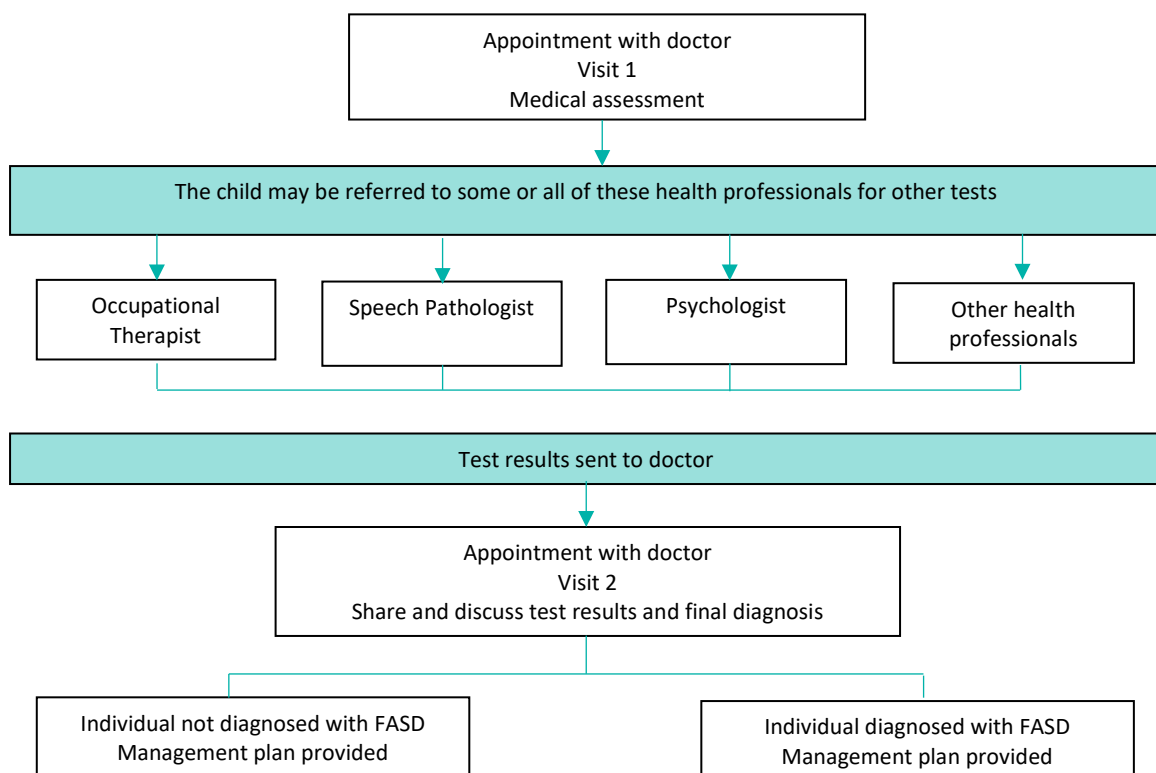 Appointment with doctor
Visit 1
Medical assessment
The child may be referred to some or all of these health professionals for other tests
Occupational
Therapist
Speech Pathologist
Psychologist
Other health
professionals
Test results sent to doctor
Appointment with doctor
Visit 2
Share and discuss test results and final diagnosis
Individual not diagnosed with FASD
Management plan provided
Individual diagnosed with FASD
Management plan provided